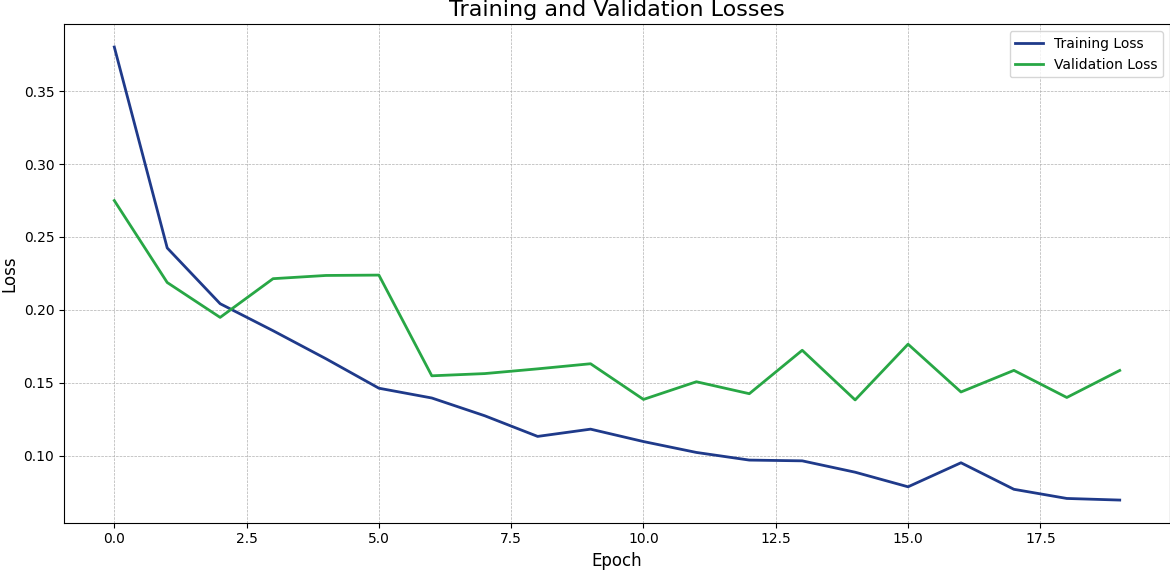 Training and Validation Losses
Training Loss
Validation Loss
0.35
0.30
0.25
0.20
0.15
0.10
Loss
0.0 2.5 5.0 7.5 10.0 12.5 15.0 17.5
Epoch